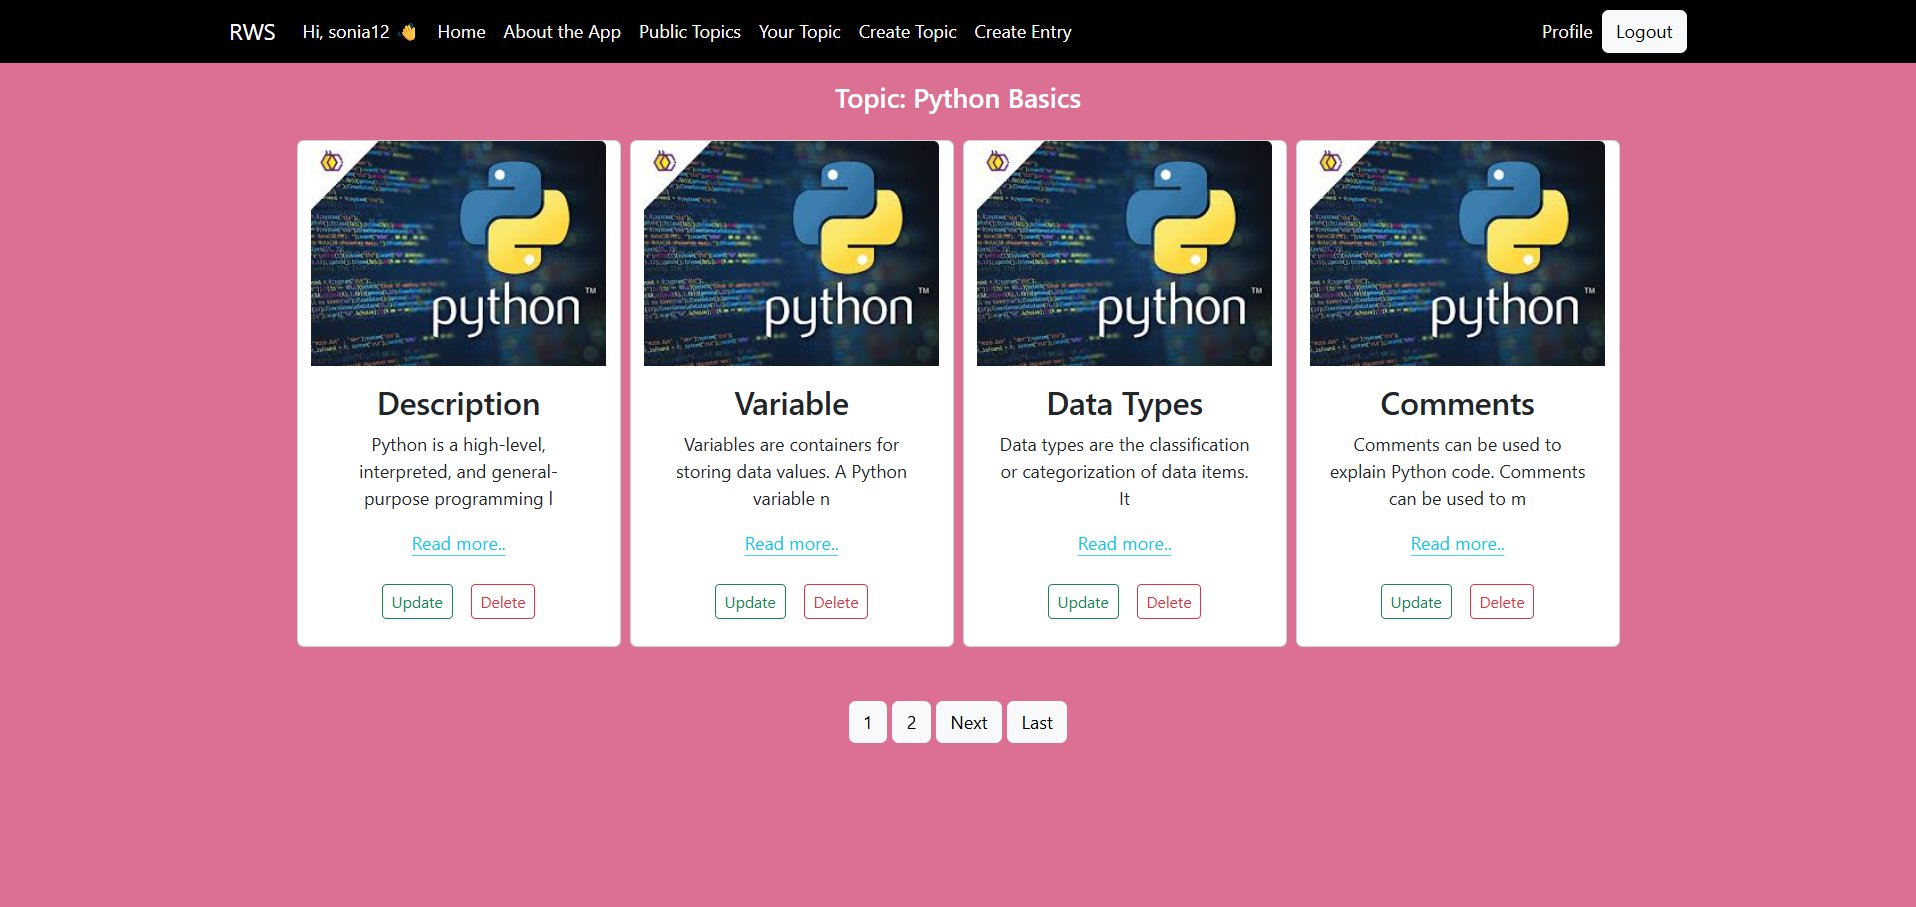 RWS Hi, sonia12 👋 Home About the App Public Topics Your Topic Create Topic Create Entry Profile Logout
Topic: Python Basics
python™
Description
Python is a high-level,
interpreted, and general-
purpose programming l
Read more..
Update Delete
python™
Variable
Variables are containers for
storing data values. A Python
variable n
Read more..
Update Delete
python™
Data Types
Data types are the classification
or categorization of data items.
It
Read more..
Update Delete
python™
Comments
Comments can be used to
explain Python code. Comments
can be used to m
Read more..
Update Delete
1 2 Next Last